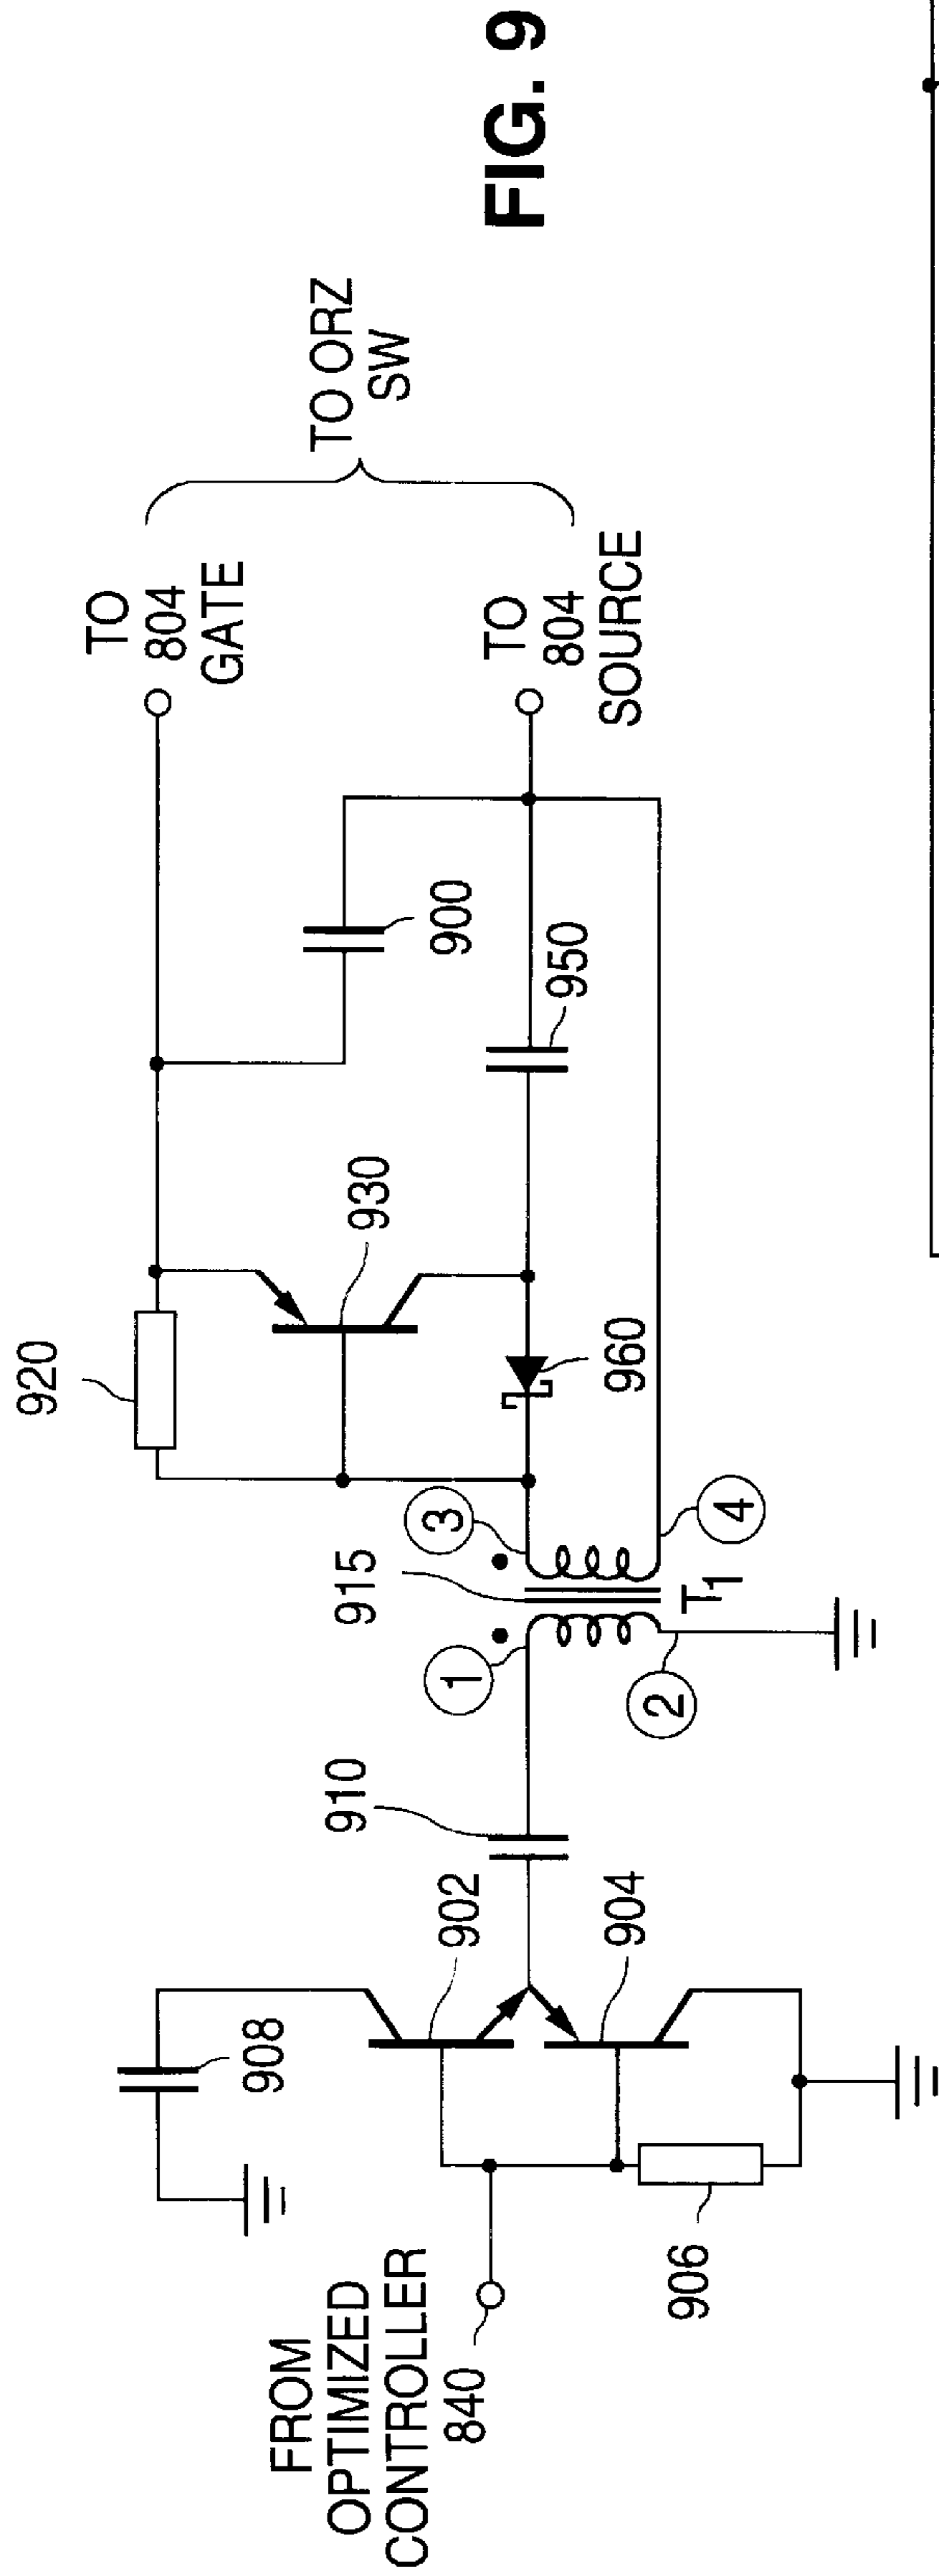 FIG. 9
TO ORZ
SW
TO
804
GATE
TO
804
SOURCE
920
930
900
950
960
915
3
4
T1
1
2
910
902
904
908
906
FROM
OPTIMIZED
CONTROLLER
840